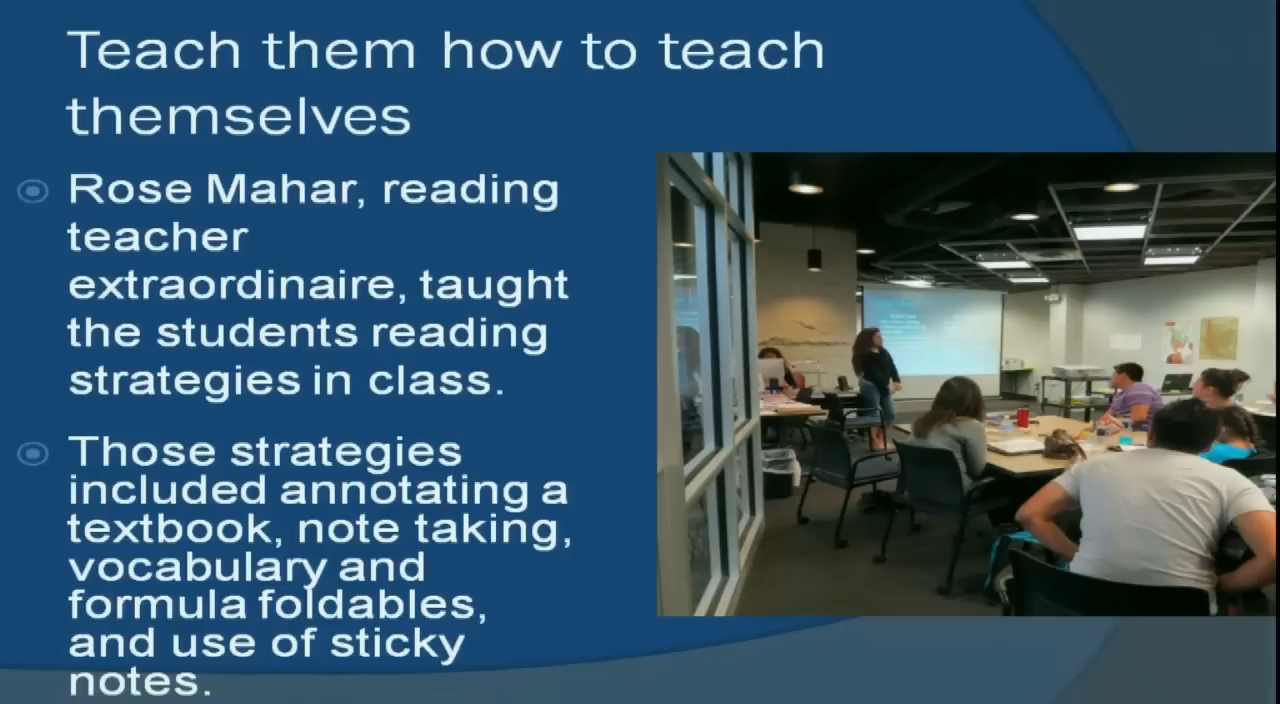 Teach them how to teach
themselves
Rose Mahar, reading
teacher
extraordinaire, taught
the students reading
strategies in class.
Those strategies
included annotating a
textbook, note taking,
vocabulary and
formula foldables,
and use of sticky
notes.